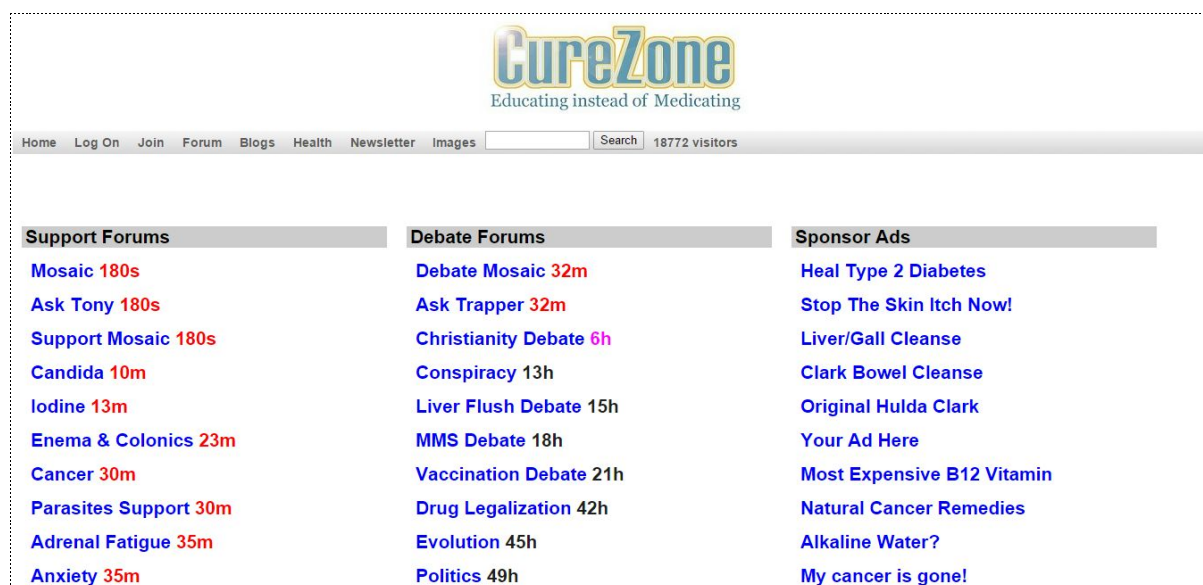 CureZone
Educating instead of Medicating
Home Log On Join Forum Blogs Health Newsletter Images Search 18772 visitors
Support Forums
Mosaic 180s
Ask Tony 180s
Support Mosaic 180s
Candida 10m
Iodine 13m
Enema & Colonics 23m
Cancer 30m
Parasites Support 30m
Adrenal Fatigue 35m
Anxiety 35m
Debate Forums
Debate Mosaic 32m
Ask Trapper 32m
Christianity Debate 6h
Conspiracy 13h
Liver Flush Debate 15h
MMS Debate 18h
Vaccination Debate 21h
Drug Legalization 42h
Evolution 45h
Politics 49h
Sponsor Ads
Heal Type 2 Diabetes
Stop The Skin Itch Now!
Liver/Gall Cleanse
Clark Bowel Cleanse
Original Hulda Clark
Your Ad Here
Most Expensive B12 Vitamin
Natural Cancer Remedies
Alkaline Water?
My cancer is gone!